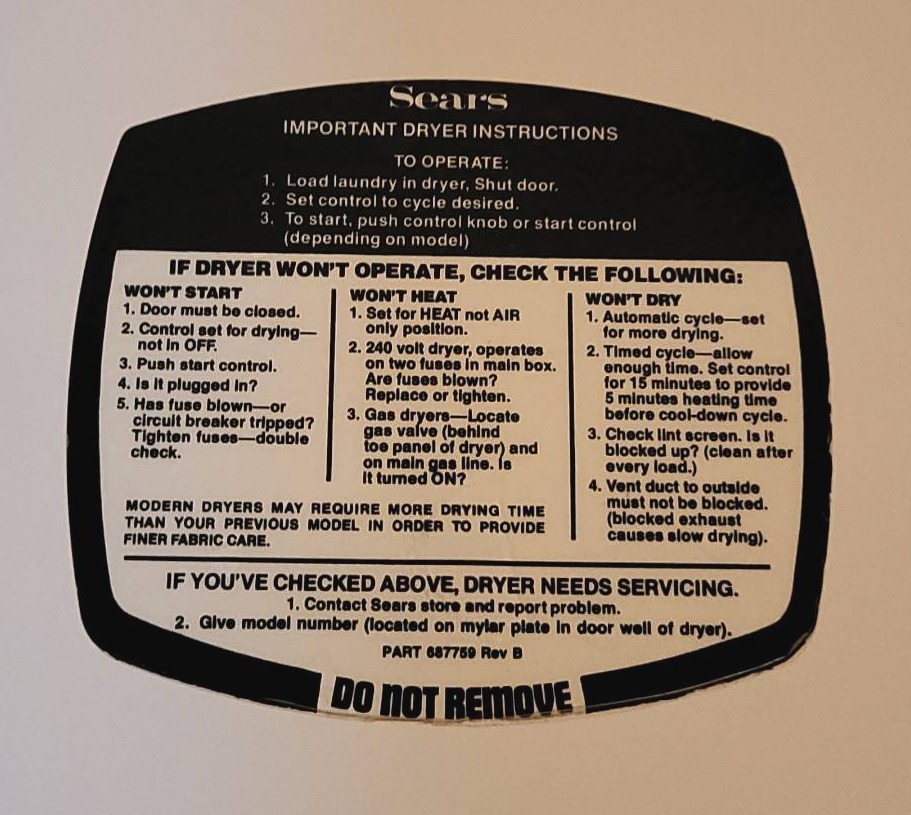 Sears
IMPORTANT DRYER INSTRUCTIONS
TO OPERATE:
1. Load laundry in dryer, Shut door.
2. Set control to cycle desired.
3. To start, push control knob or start control
(depending on model)
IF DRYER WON'T OPERATE, CHECK THE FOLLOWING:
WON'T START
1. Door must be closed.
2. Control set for drying—
not in OFF.
3. Push start control.
4. Is it plugged in?
5. Has fuse blown—or
circuit breaker tripped?
Tighten fuses—double
check.
WON'T HEAT
1. Set for HEAT not AIR
only position.
2. 240 volt dryer, operates
on two fuses in main box.
Are fuses blown?
Replace or tighten.
3. Gas dryers—Locate
gas valve (behind
toe panel of dryer) and
on main gas line. Is
it turned ON?
WON'T DRY
1. Automatic cycle—set
for more drying.
2. Timed cycle—allow
enough time. Set control
for 15 minutes to provide
5 minutes heating time
before cool-down cycle.
3. Check lint screen. Is it
blocked up? (clean after
every load.)
4. Vent duct to outside
must not be blocked.
(blocked exhaust
causes slow drying).
MODERN DRYERS MAY REQUIRE MORE DRYING TIME
THAN YOUR PREVIOUS MODEL IN ORDER TO PROVIDE
FINER FABRIC CARE.
IF YOU'VE CHECKED ABOVE, DRYER NEEDS SERVICING.
1. Contact Sears store and report problem.
2. Give model number (located on mylar plate in door well of dryer).
PART 687759 Rev B
DO NOT REMOVE